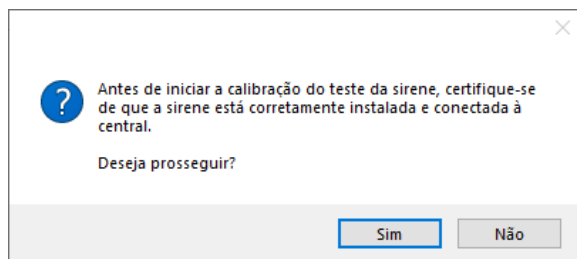 Antes de iniciar a calibração do teste da sirene, certifique-se
de que a sirene está corretamente instalada e conectada à
central.
Deseja prosseguir?
Sim
Não